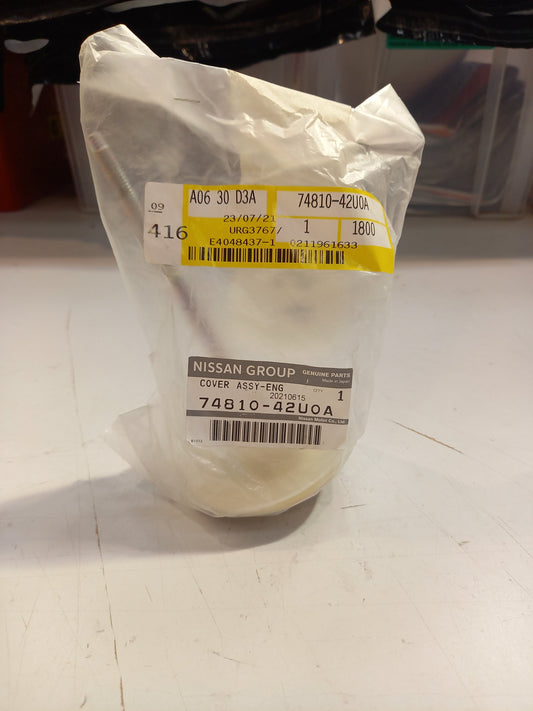 09
416
A06 30 D3A 74810-42U0A
23/07/21
URG3767/ 1 1800
E4048437-1 0211961633
NISSAN GROUP GENUINE PARTS
Made in Japan
COVER ASSY-ENG
20210615 QTY 1
74810-42U0A
Nissan Motor Co., Ltd.